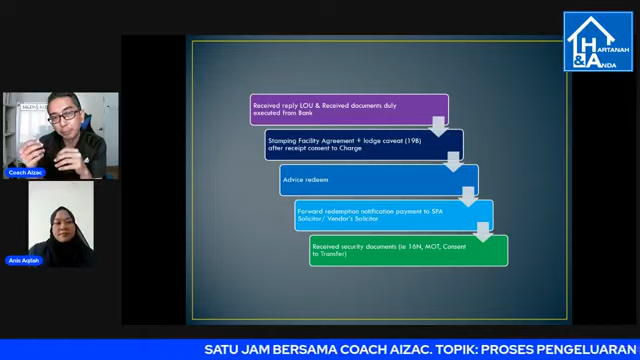 HARTANAH
& ANDA
Received reply LOU & Received documents duly
executed from Bank
Stamping Facility Agreement + lodge caveat (19B)
after receipt consent to Charge
Advice redeem
Forward redemption notification payment to SPA
Solicitor/ Vendor's Solicitor
Received security documents (ie 16N, MOT, Consent
to Transfer)
Coach Aizac
Anis Aqilah
SATU JAM BERSAMA COACH AIZAC. TOPIK: PROSES PENGELUARAN